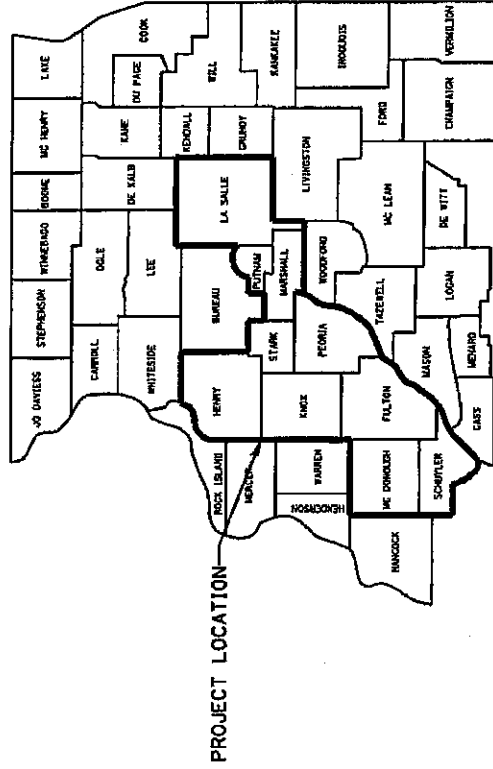 JO DAVIESS
STEPHENSON
WINNEBAGO
BOONE
MC HENRY
LAKE
CARROLL
OGLE
DE KALB
KANE
COOK
DU PAGE
WHITESIDE
LEE
KENDALL
WILL
ROCK ISLAND
HENRY
BUREAU
LA SALLE
GRUNDY
KANKAKEE
MERCER
PUTNAM
STARK
MARSHALL
LIVINGSTON
IROQUOIS
PROJECT LOCATION
HENDERSON
WARREN
KNOX
PEORIA
WOODFORD
FORD
HANCOCK
MC DONOUGH
FULTON
TAZEWELL
MC LEAN
SCHUYLER
MASON
LOGAN
DE WITT
CHAMPAIGN
VERMILION
CASS
MENARD